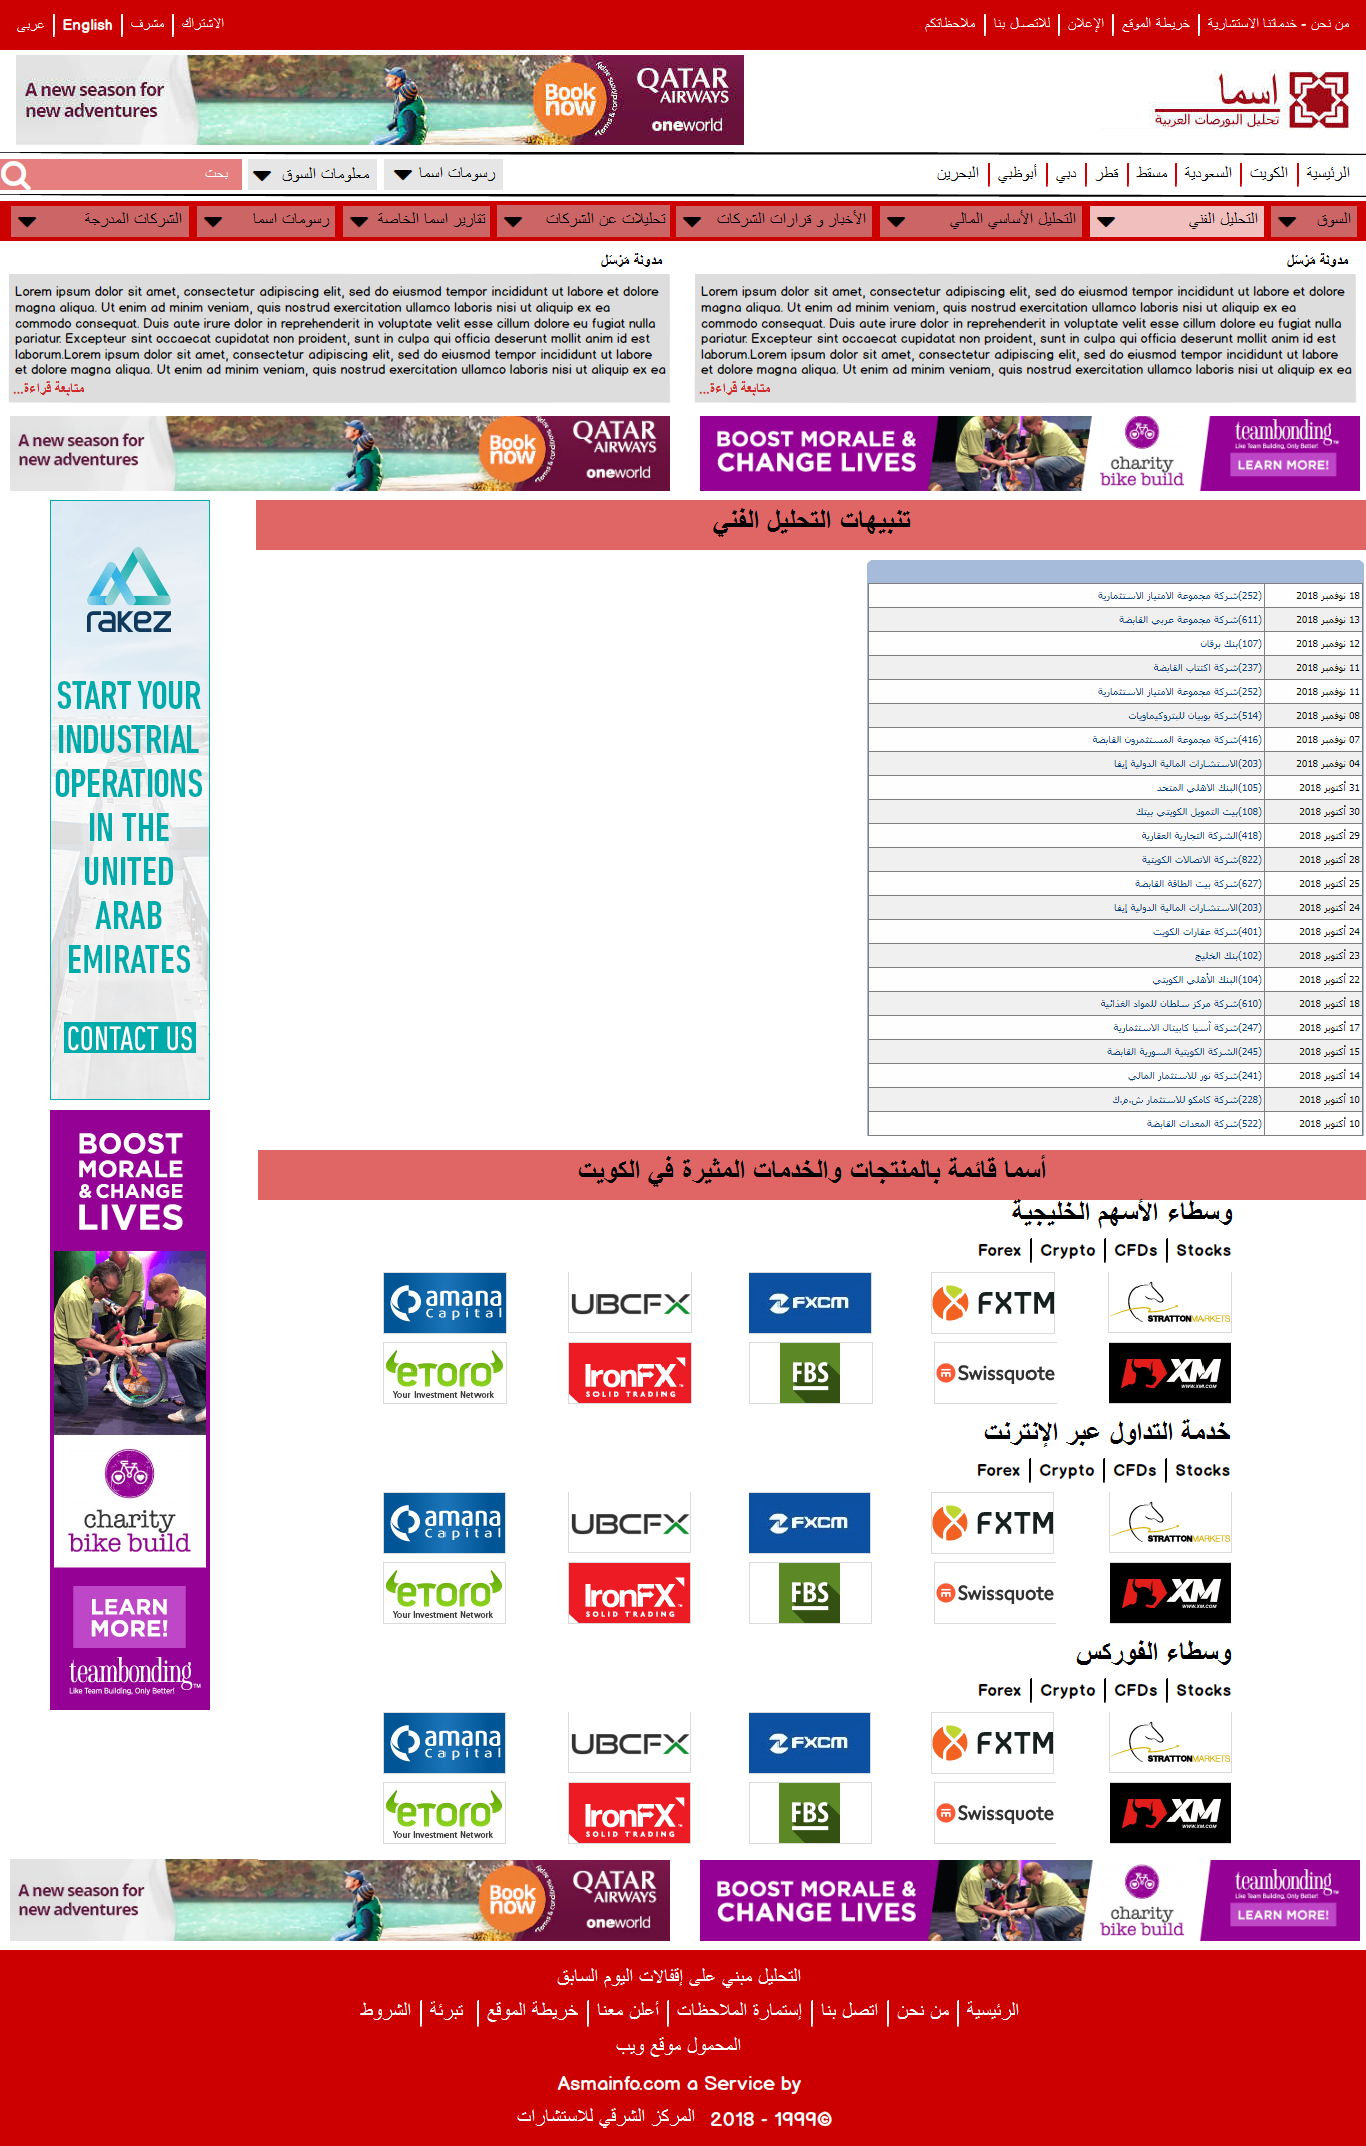 من نحن - خدماتنا الاستشارية | خريطة الموقع | الإعلان | للاتصال بنا | ملاحظاتكم
الاشتراك | مشرف | English | عربى
اسما
تحليل البورصات العربية
A new season for
new adventures
Book now
Terms & conditions apply
QATAR AIRWAYS
oneworld
الرئيسية | الكويت | السعودية | مسقط | قطر | دبي | أبوظبي | البحرين
رسومات اسما
معلومات السوق
بحث
السوق
التحليل الفني
التحليل الأساسي المالي
الأخبار و قرارات الشركات
تحليلات عن الشركات
تقارير اسما الخاصة
رسومات اسما
الشركات المدرجة
مدونة مَرْسَل
Lorem ipsum dolor sit amet, consectetur adipiscing elit, sed do eiusmod tempor incididunt ut labore et dolore
magna aliqua. Ut enim ad minim veniam, quis nostrud exercitation ullamco laboris nisi ut aliquip ex ea
commodo consequat. Duis aute irure dolor in reprehenderit in voluptate velit esse cillum dolore eu fugiat nulla
pariatur. Excepteur sint occaecat cupidatat non proident, sunt in culpa qui officia deserunt mollit anim id est
laborum.Lorem ipsum dolor sit amet, consectetur adipiscing elit, sed do eiusmod tempor incididunt ut labore
et dolore magna aliqua. Ut enim ad minim veniam, quis nostrud exercitation ullamco laboris nisi ut aliquip ex ea
متابعة قراءة...
مدونة مَرْسَل
Lorem ipsum dolor sit amet, consectetur adipiscing elit, sed do eiusmod tempor incididunt ut labore et dolore
magna aliqua. Ut enim ad minim veniam, quis nostrud exercitation ullamco laboris nisi ut aliquip ex ea
commodo consequat. Duis aute irure dolor in reprehenderit in voluptate velit esse cillum dolore eu fugiat nulla
pariatur. Excepteur sint occaecat cupidatat non proident, sunt in culpa qui officia deserunt mollit anim id est
laborum.Lorem ipsum dolor sit amet, consectetur adipiscing elit, sed do eiusmod tempor incididunt ut labore
et dolore magna aliqua. Ut enim ad minim veniam, quis nostrud exercitation ullamco laboris nisi ut aliquip ex ea
متابعة قراءة...
BOOST MORALE &
CHANGE LIVES
charity
bike build
teambonding™
Like Team Building, Only Better!
LEARN MORE!
A new season for
new adventures
Book now
QATAR AIRWAYS
oneworld
تنبيهات التحليل الفني
18 نوفمبر 2018 (252)شركة مجموعة الامتياز الاستثمارية
13 نوفمبر 2018 (611)شركة مجموعة عربي القابضة
12 نوفمبر 2018 (107)بنك برقان
11 نوفمبر 2018 (237)شركة اكتتاب القابضة
11 نوفمبر 2018 (252)شركة مجموعة الامتياز الاستثمارية
08 نوفمبر 2018 (514)شركة بوبيان للبتروكيماويات
07 نوفمبر 2018 (416)شركة مجموعة المستثمرون القابضة
04 نوفمبر 2018 (203)الاستشارات المالية الدولية إيفا
31 أكتوبر 2018 (105)البنك الاهلي المتحد
30 أكتوبر 2018 (108)بيت التمويل الكويتي بيتك
29 أكتوبر 2018 (418)الشركة التجارية العقارية
28 أكتوبر 2018 (822)شركة الاتصالات الكويتية
25 أكتوبر 2018 (627)شركة بيت الطاقة القابضة
24 أكتوبر 2018 (203)الاستشارات المالية الدولية إيفا
24 أكتوبر 2018 (401)شركة عقارات الكويت
23 أكتوبر 2018 (102)بنك الخليج
22 أكتوبر 2018 (104)البنك الأهلي الكويتي
18 أكتوبر 2018 (610)شركة مركز سلطان للمواد الغذائية
17 أكتوبر 2018 (247)شركة آسيا كابيتال الاستثمارية
15 أكتوبر 2018 (245)الشركة الكويتية السورية القابضة
14 أكتوبر 2018 (241)شركة نور للاستثمار المالي
10 أكتوبر 2018 (228)شركة كامكو للاستثمار ش.م.ك
10 أكتوبر 2018 (522)شركة المعدات القابضة
rakez
START YOUR
INDUSTRIAL
OPERATIONS
IN THE
UNITED
ARAB
EMIRATES
CONTACT US
BOOST
MORALE
& CHANGE
LIVES
charity
bike build
LEARN
MORE!
teambonding™
Like Team Building, Only Better!
أسما قائمة بالمنتجات والخدمات المثيرة في الكويت
وسطاء الأسهم الخليجية
Forex | Crypto | CFDs | Stocks
amana Capital
UBCFX
FXCM
FXTM
STRATTONMARKETS
eToro Your Investment Network
IronFX SOLID TRADING
FBS
Swissquote
XM WWW.XM.COM
خدمة التداول عبر الإنترنت
Forex | Crypto | CFDs | Stocks
amana Capital
UBCFX
FXCM
FXTM
STRATTONMARKETS
eToro Your Investment Network
IronFX SOLID TRADING
FBS
Swissquote
XM WWW.XM.COM
وسطاء الفوركس
Forex | Crypto | CFDs | Stocks
amana Capital
UBCFX
FXCM
FXTM
STRATTONMARKETS
eToro Your Investment Network
IronFX SOLID TRADING
FBS
Swissquote
XM WWW.XM.COM
A new season for
new adventures
Book now
QATAR AIRWAYS
oneworld
BOOST MORALE &
CHANGE LIVES
charity
bike build
teambonding™
Like Team Building, Only Better!
LEARN MORE!
التحليل مبني على إقفالات اليوم السابق
الرئيسية | من نحن | اتصل بنا | إستمارة الملاحظات | أعلن معنا | خريطة الموقع | تبرئة | الشروط
المحمول موقع ويب
Asmainfo.com a Service by
المركز الشرقي للاستشارات 2018 - 1999©